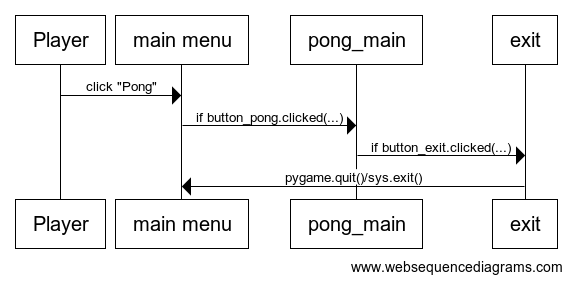 Player
main menu
pong_main
exit
click "Pong"
if button_pong.clicked(...)
if button_exit.clicked(...)
pygame.quit()/sys.exit()
Player
main menu
pong_main
exit
www.websequencediagrams.com